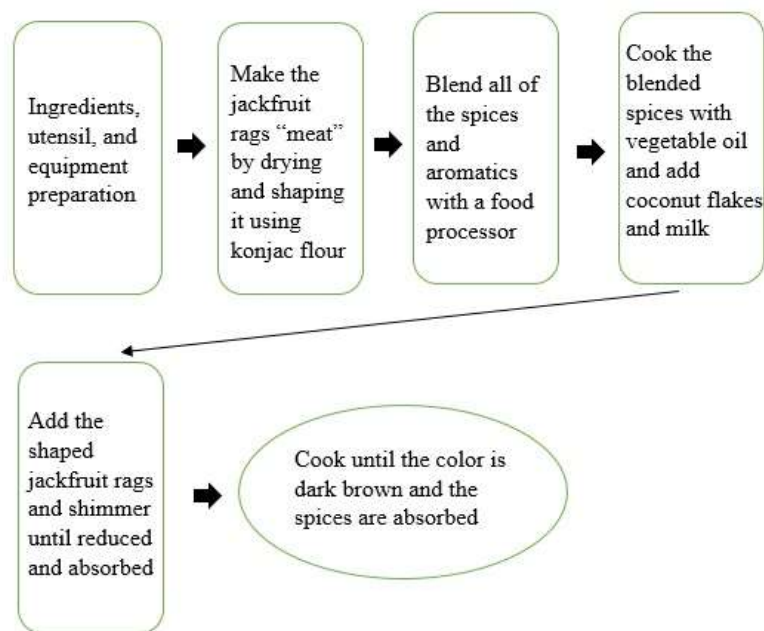 Ingredients,
utensil, and
equipment
preparation
Make the
jackfruit
rags “meat”
by drying
and shaping
it using
konjac flour
Blend all of
the spices
and
aromatics
with a food
processor
Cook the
blended
spices with
vegetable oil
and add
coconut flakes
and milk
Add the
shaped
jackfruit rags
and shimmer
until reduced
and absorbed
Cook until the color is
dark brown and the
spices are absorbed